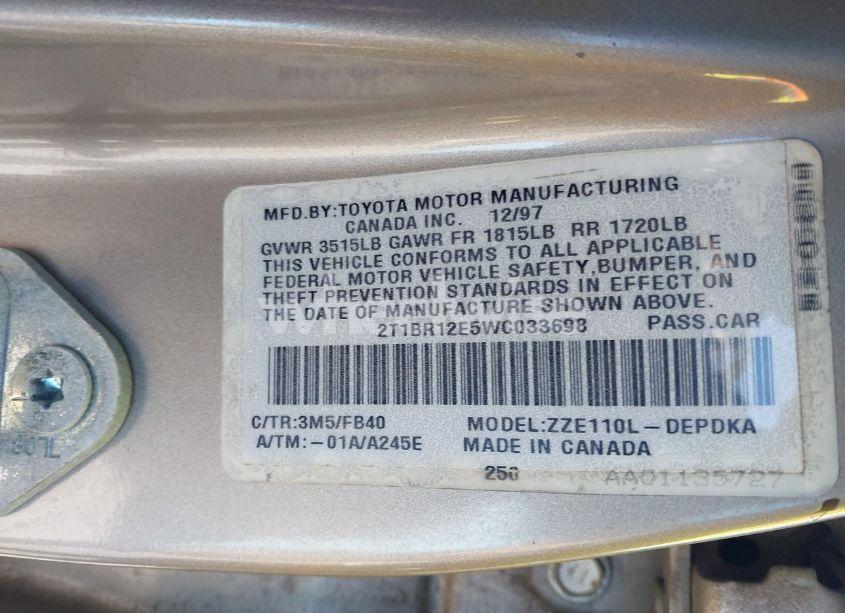 MFD.BY:TOYOTA MOTOR MANUFACTURING
CANADA INC. 12/97
GVWR 3515LB GAWR FR 1815LB RR 1720LB
THIS VEHICLE CONFORMS TO ALL APPLICABLE
FEDERAL MOTOR VEHICLE SAFETY,BUMPER, AND
THEFT PREVENTION STANDARDS IN EFFECT ON
THE DATE OF MANUFACTURE SHOWN ABOVE.
2T1BR12E5WC033698 PASS.CAR
C/TR:3M5/FB40 MODEL:ZZE110L-DEPDKA
A/TM:-01A/A245E MADE IN CANADA
250 AA01135727